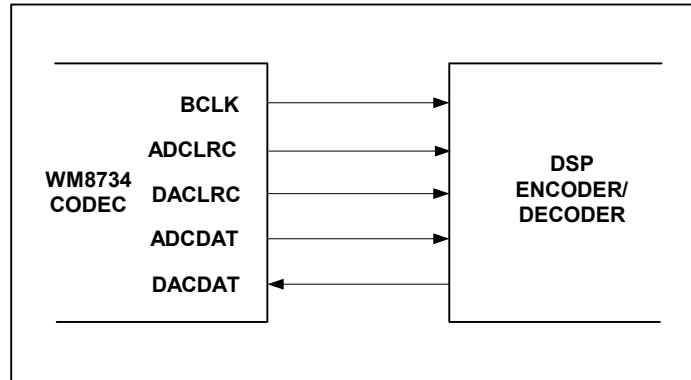 BCLK
ADCLRC
DACLRC
ADCDAT
DACDAT
WM8734
CODEC
DSP
ENCODER/
DECODER